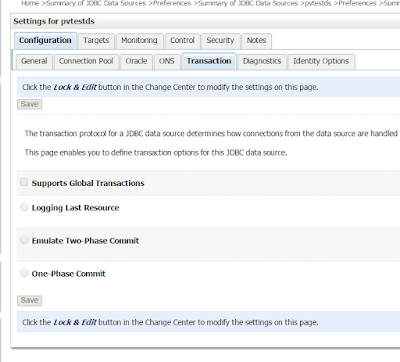 Home >Summary of JDBC Data Sources >Preferences >Summary of JDBC Data Sources >pvtestds >Preferences >Summary
Settings for pvtestds
Configuration Targets Monitoring Control Security Notes
General Connection Pool Oracle ONS Transaction Diagnostics Identity Options
Click the Lock & Edit button in the Change Center to modify the settings on this page.
Save
The transaction protocol for a JDBC data source determines how connections from the data source are handled
This page enables you to define transaction options for this JDBC data source.
Supports Global Transactions
Logging Last Resource
Emulate Two-Phase Commit
One-Phase Commit
Save
Click the Lock & Edit button in the Change Center to modify the settings on this page.